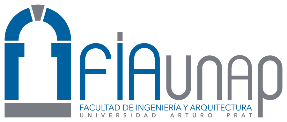 FIAUNAP
FACULTAD DE INGENIERÍA Y ARQUITECTURA
UNIVERSIDAD ARTURO PRAT